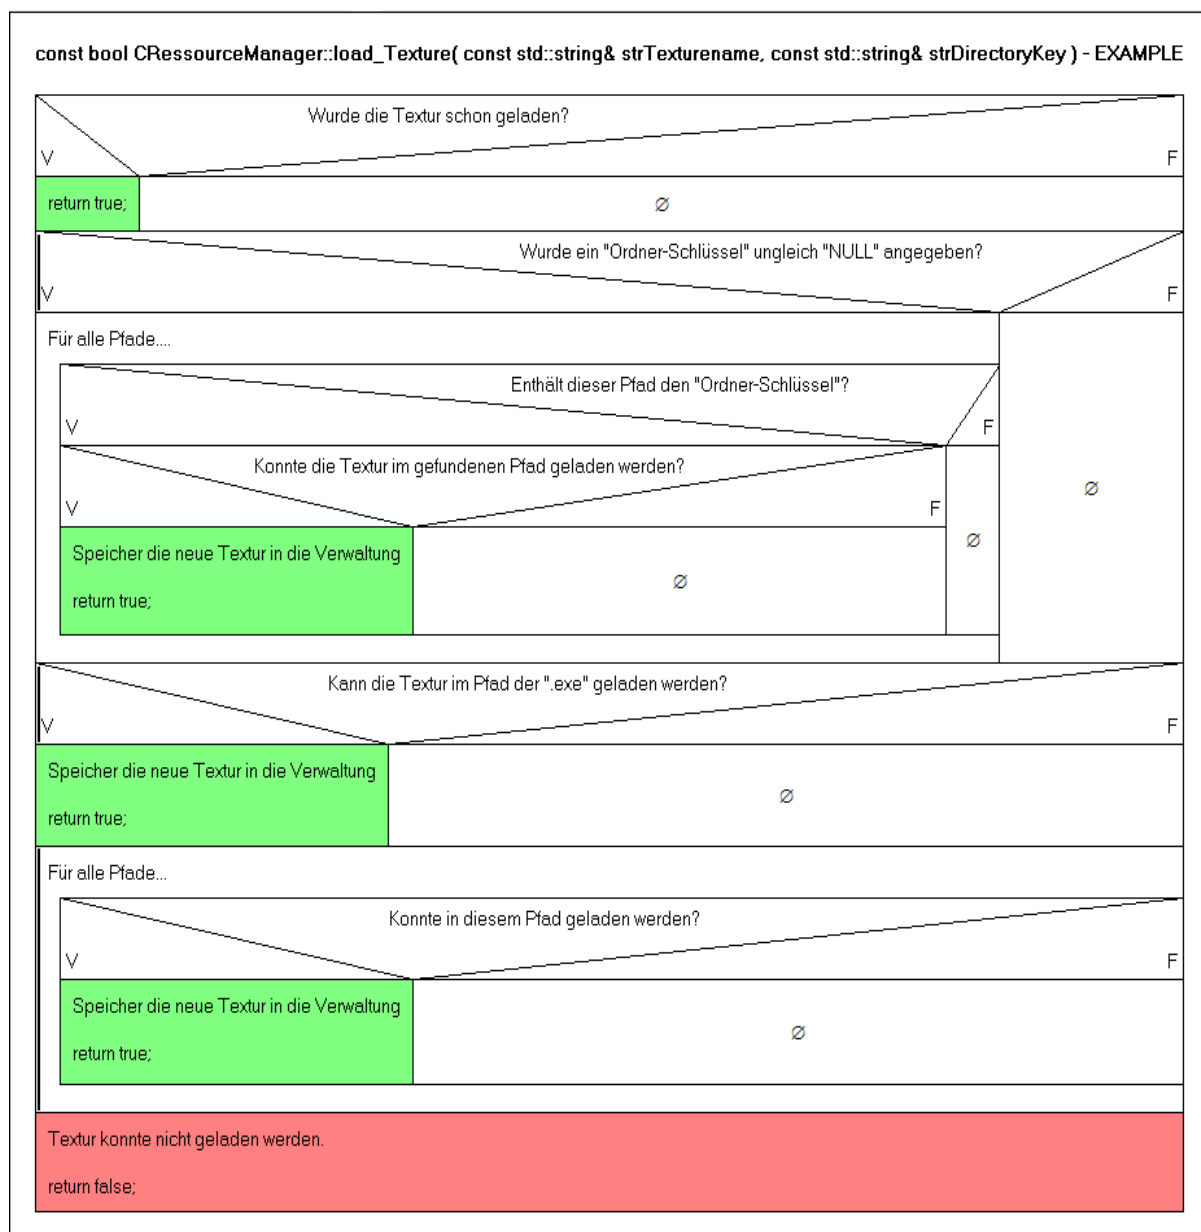 const bool CRessourceManager::load_Texture( const std::string& strTexturename, const std::string& strDirectoryKey ) - EXAMPLE
Wurde die Textur schon geladen?
V
F
return true;
∅
Wurde ein "Ordner-Schlüssel" ungleich "NULL" angegeben?
V
F
Für alle Pfade....
Enthält dieser Pfad den "Ordner-Schlüssel"?
V
F
Konnte die Textur im gefundenen Pfad geladen werden?
V
F
∅
∅
Speicher die neue Textur in die Verwaltung
return true;
∅
Kann die Textur im Pfad der ".exe" geladen werden?
V
F
Speicher die neue Textur in die Verwaltung
return true;
∅
Für alle Pfade...
Konnte in diesem Pfad geladen werden?
V
F
Speicher die neue Textur in die Verwaltung
return true;
∅
Textur konnte nicht geladen werden.
return false;